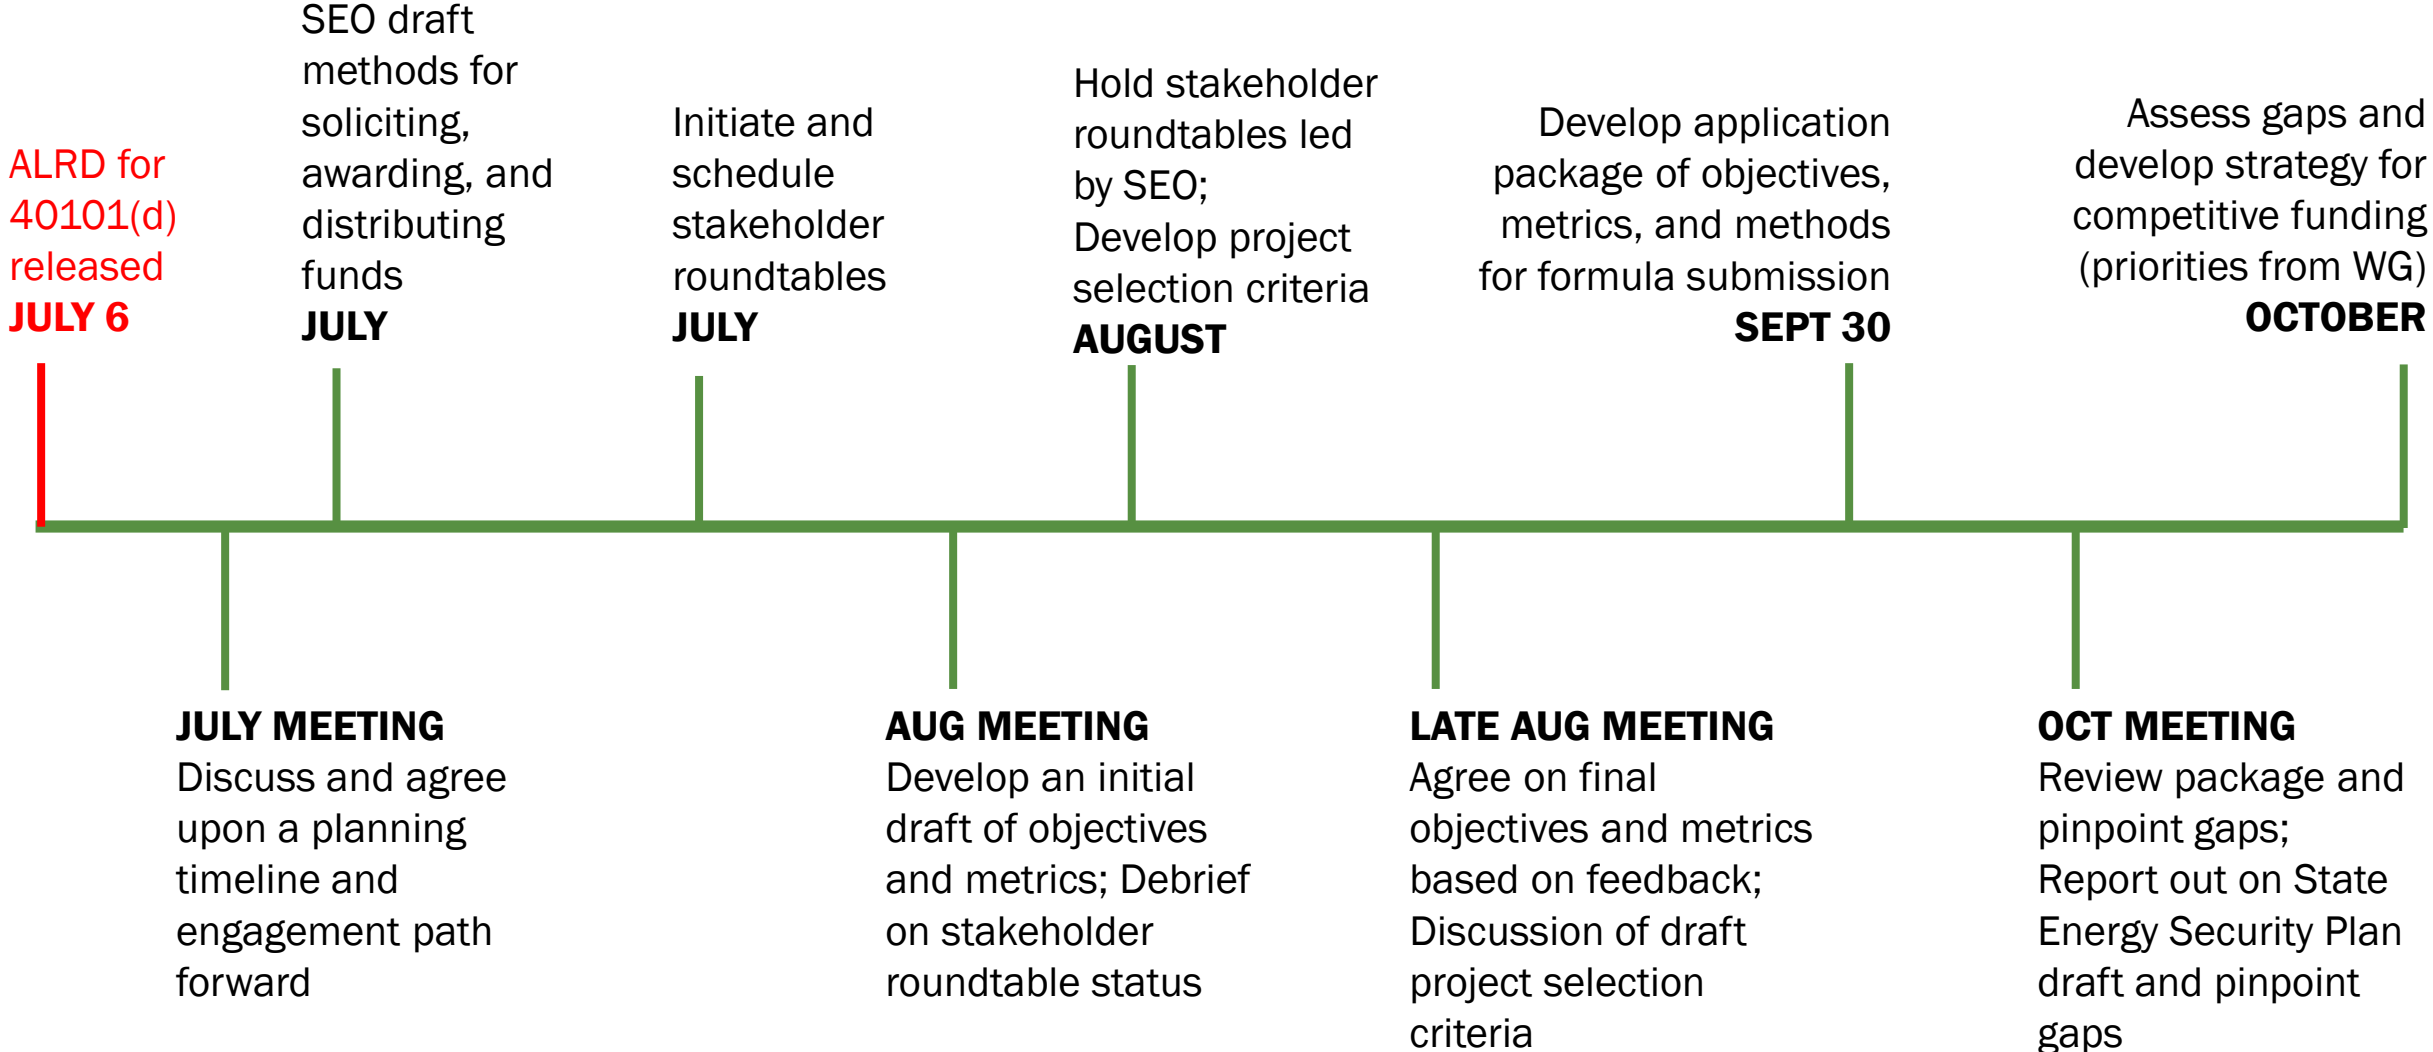 ALRD for
40101(d)
released
JULY 6
SEO draft
methods for
soliciting,
awarding, and
distributing
funds
JULY
Initiate and
schedule
stakeholder
roundtables
JULY
Hold stakeholder
roundtables led
by SEO;
Develop project
selection criteria
AUGUST
Develop application
package of objectives,
metrics, and methods
for formula submission
SEPT 30
Assess gaps and
develop strategy for
competitive funding
(priorities from WG)
OCTOBER
JULY MEETING
Discuss and agree
upon a planning
timeline and
engagement path
forward
AUG MEETING
Develop an initial
draft of objectives
and metrics; Debrief
on stakeholder
roundtable status
LATE AUG MEETING
Agree on final
objectives and metrics
based on feedback;
Discussion of draft
project selection
criteria
OCT MEETING
Review package and
pinpoint gaps;
Report out on State
Energy Security Plan
draft and pinpoint
gaps